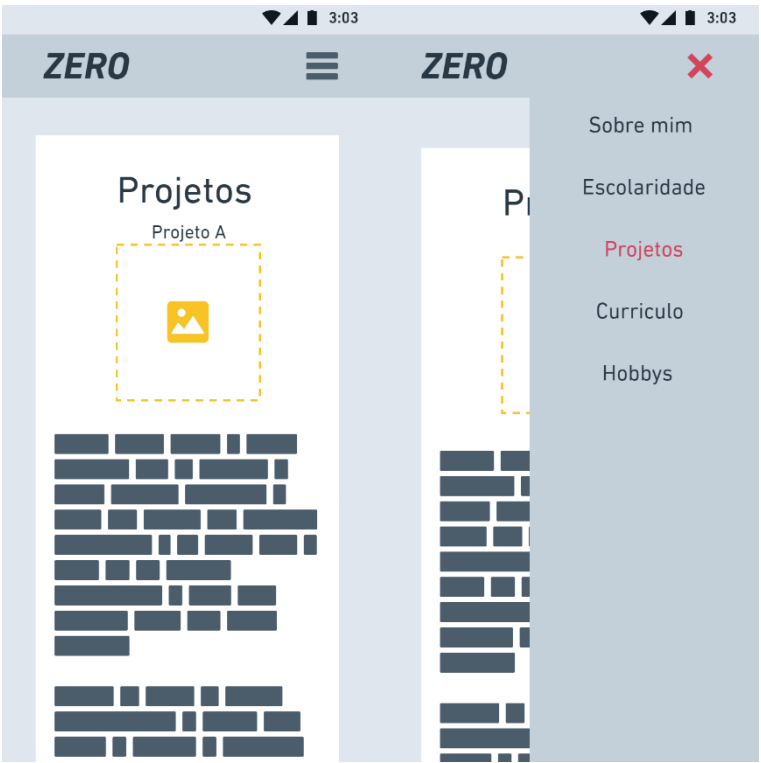 3:03
ZERO
Projetos
Projeto A
3:03
ZERO
Pr
Sobre mim
Escolaridade
Projetos
Curriculo
Hobbys